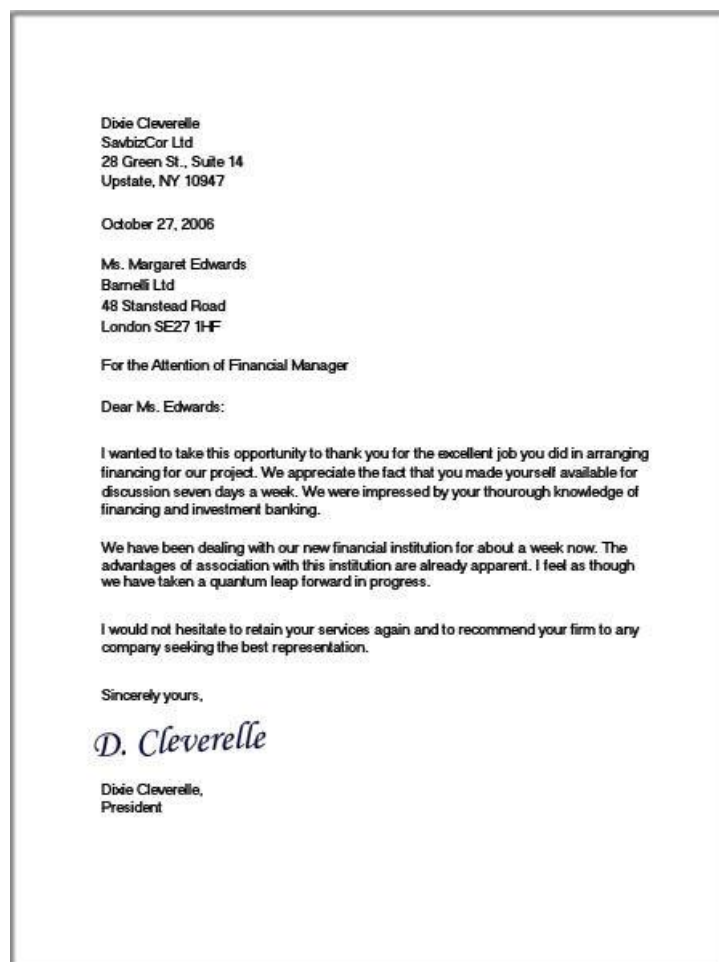 Dixie Cleverelle
SavbizCor Ltd
28 Green St., Suite 14
Upstate, NY 10947
October 27, 2006
Ms. Margaret Edwards
Barnelli Ltd
48 Stanstead Road
London SE27 1HF
For the Attention of Financial Manager
Dear Ms. Edwards:
I wanted to take this opportunity to thank you for the excellent job you did in arranging
financing for our project. We appreciate the fact that you made yourself available for
discussion seven days a week. We were impressed by your thourough knowledge of
financing and investment banking.
We have been dealing with our new financial institution for about a week now. The
advantages of association with this institution are already apparent. I feel as though
we have taken a quantum leap forward in progress.
I would not hesitate to retain your services again and to recommend your firm to any
company seeking the best representation.
Sincerely yours,
D. Cleverelle
Dixie Cleverelle,
President